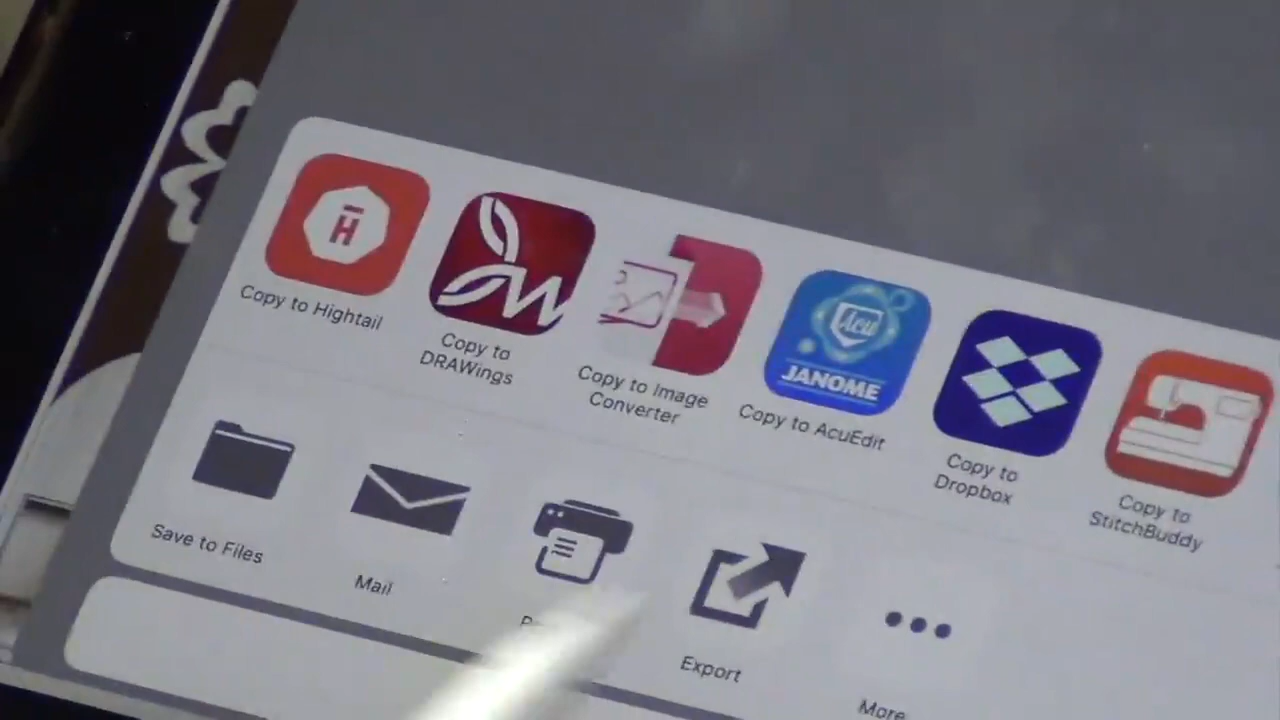 H
Acu
JANOME
Copy to Hightail
Copy to
DRAWings
Copy to Image
Converter
Copy to AcuEdit
Copy to
Dropbox
Copy to
StitchBuddy
Save to Files
Mail
Export
More